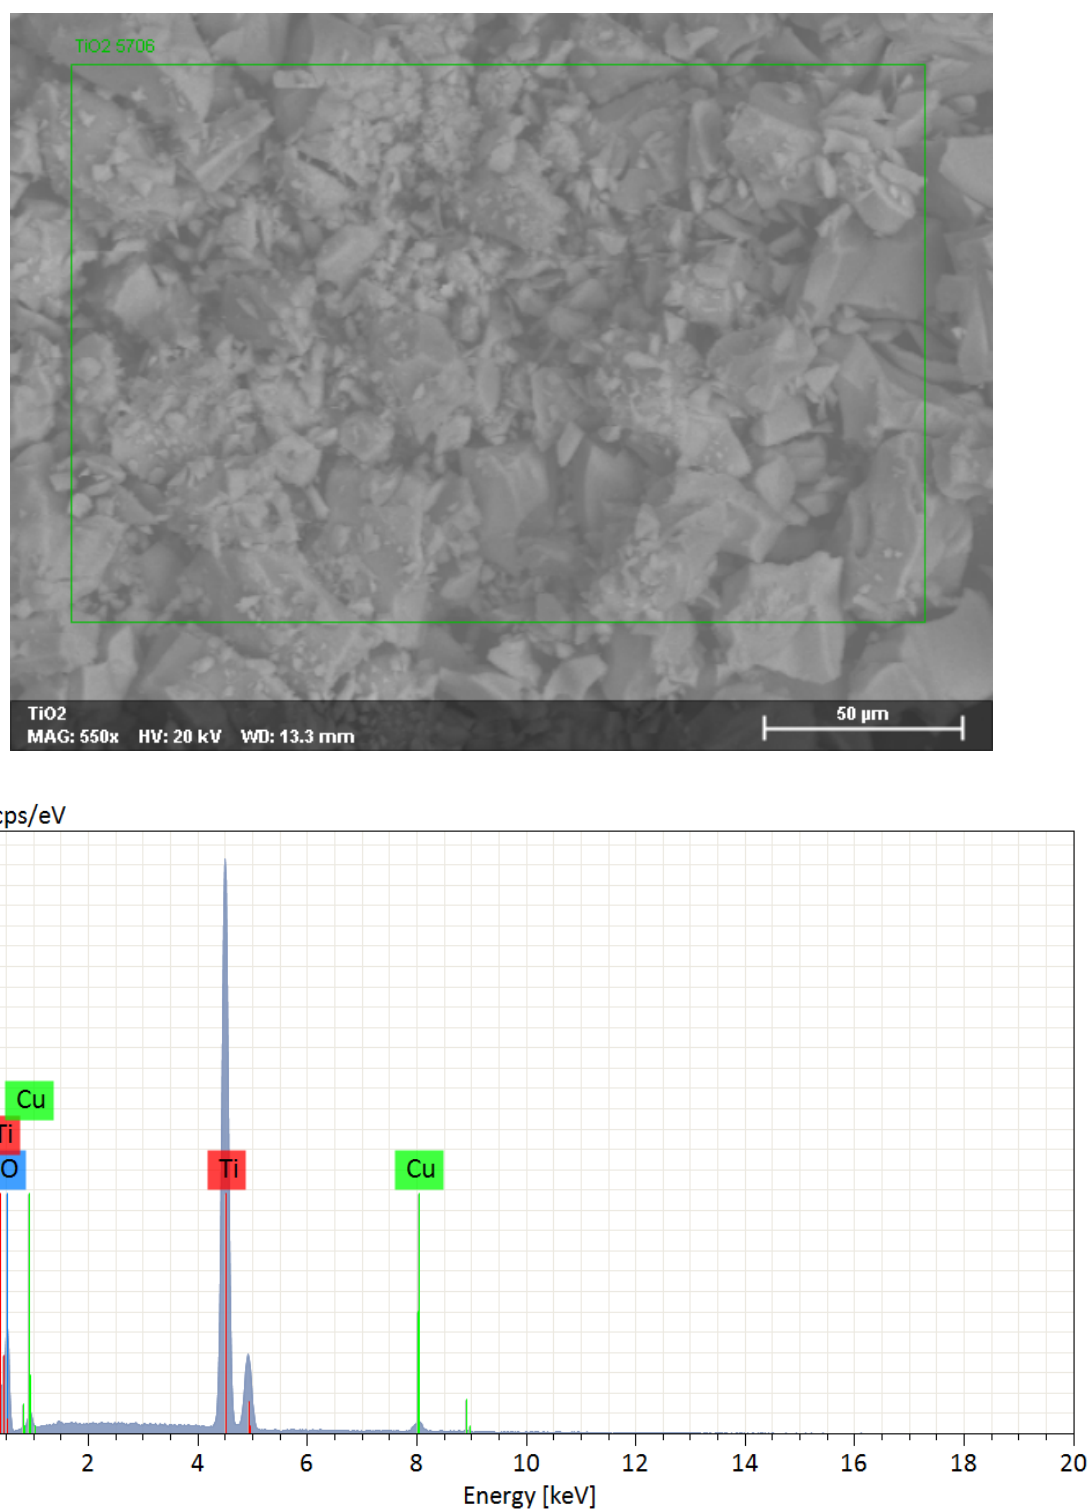 TiO2 5706
TiO2
50 µm
MAG: 550x HV: 20 kV WD: 13.3 mm
cps/eV
Cu
Ti
O
Ti
Cu
2 4 6 8 10 12 14 16 18 20
Energy [keV]